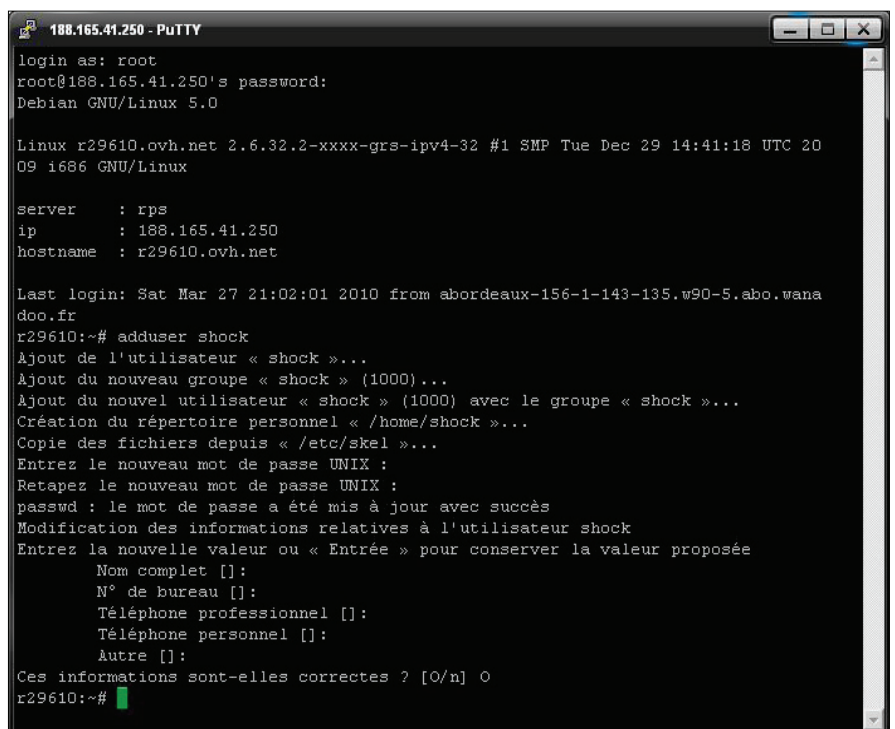 188.165.41.250 - PuTTY
login as: root
root@188.165.41.250's password:
Debian GNU/Linux 5.0
Linux r29610.ovh.net 2.6.32.2-xxxx-grs-ipv4-32 #1 SMP Tue Dec 29 14:41:18 UTC 20
09 i686 GNU/Linux
server : rps
ip : 188.165.41.250
hostname : r29610.ovh.net
Last login: Sat Mar 27 21:02:01 2010 from abordeaux-156-1-143-135.w90-5.abo.wana
doo.fr
r29610:~# adduser shock
Ajout de l'utilisateur « shock »...
Ajout du nouveau groupe « shock » (1000)...
Ajout du nouvel utilisateur « shock » (1000) avec le groupe « shock »...
Création du répertoire personnel « /home/shock »...
Copie des fichiers depuis « /etc/skel »...
Entrez le nouveau mot de passe UNIX :
Retapez le nouveau mot de passe UNIX :
passwd : le mot de passe a été mis à jour avec succès
Modification des informations relatives à l'utilisateur shock
Entrez la nouvelle valeur ou « Entrée » pour conserver la valeur proposée
Nom complet []:
N° de bureau []:
Téléphone professionnel []:
Téléphone personnel []:
Autre []:
Ces informations sont-elles correctes ? [O/n] O
r29610:~#